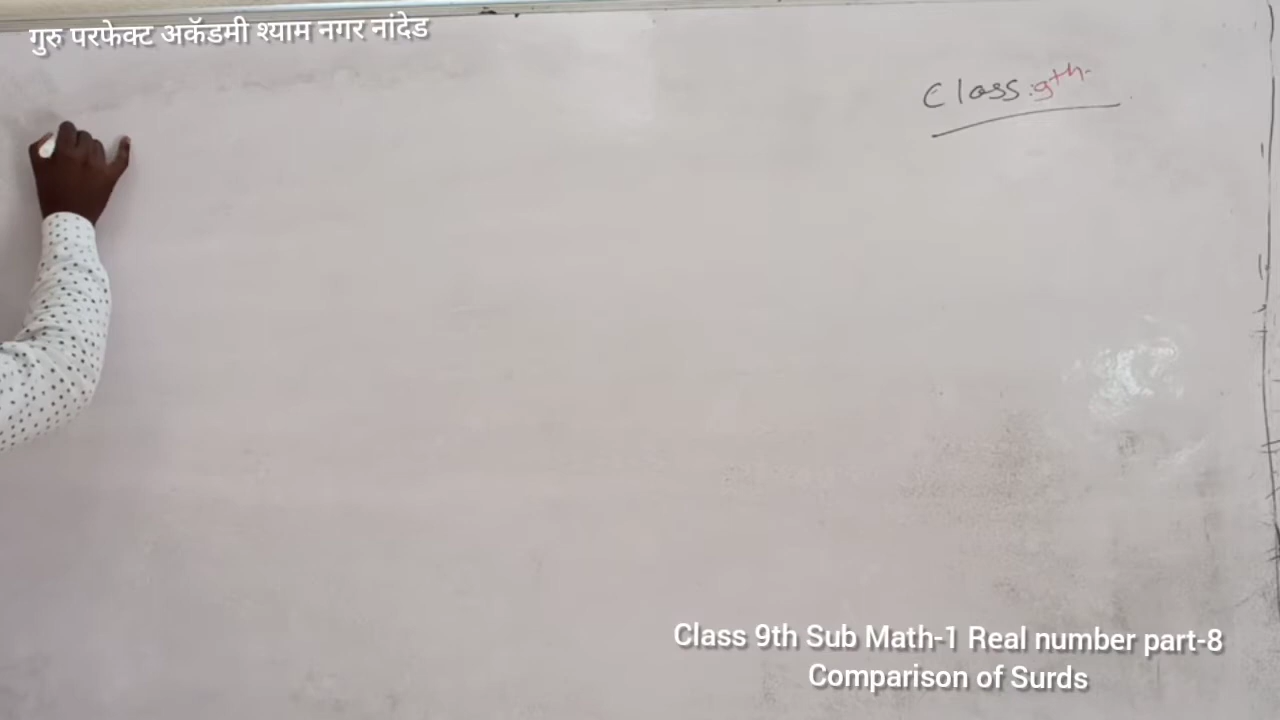 गुरु परफेक्ट अकॅडमी श्याम नगर नांदेड
Class:9th.
Class 9th Sub Math-1 Real number part-8
Comparison of Surds